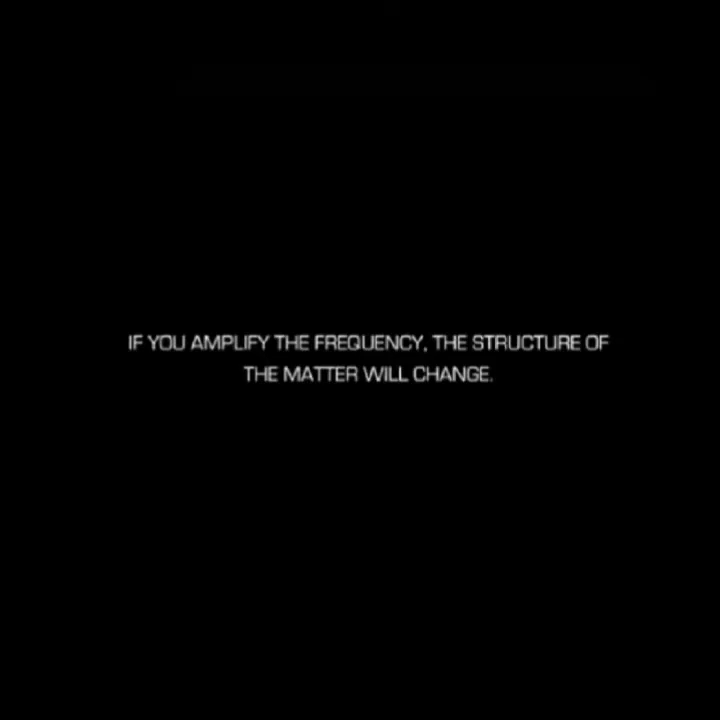 IF YOU AMPLIFY THE FREQUENCY, THE STRUCTURE OF
THE MATTER WILL CHANGE.